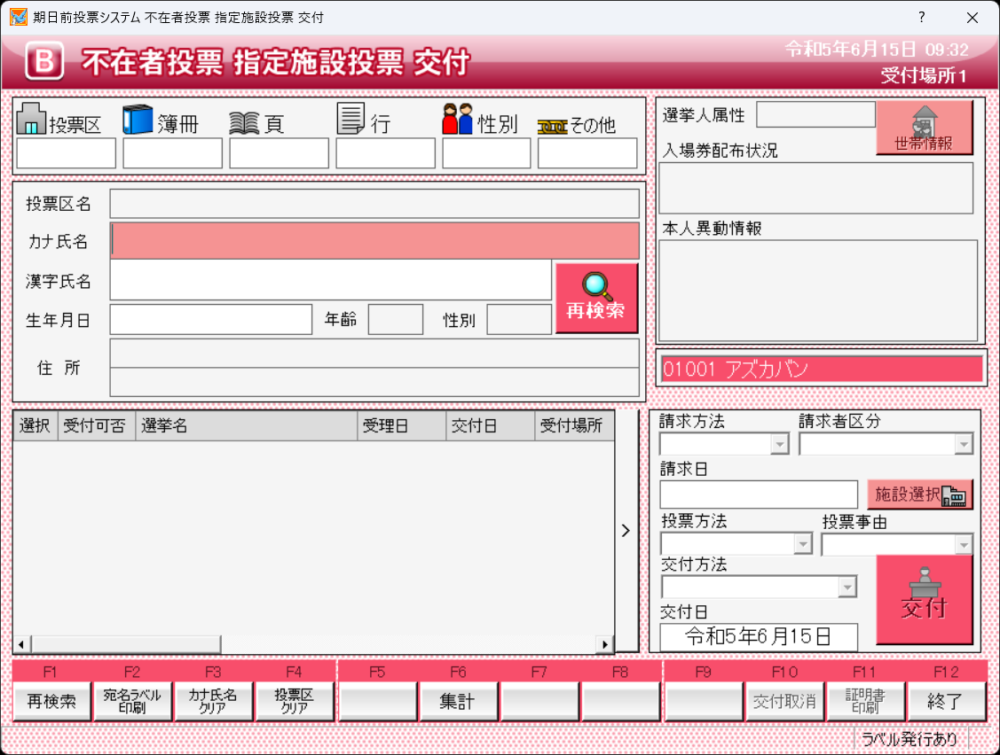 期日前投票システム 不在者投票 指定施設投票 交付
?
B 不在者投票 指定施設投票 交付
令和5年6月15日 09:32
受付場所1
投票区 簿冊 頁 行 性別 その他
選挙人属性
世帯情報
入場券配布状況
本人異動情報
投票区名
カナ氏名
漢字氏名
再検索
生年月日 年齢 性別
住 所
01001 アズカバン
選択 受付可否 選挙名 受理日 交付日 受付場所
請求方法 請求者区分
請求日
施設選択
投票方法 投票事由
交付方法
交付
交付日
令和5年6月15日
F1 F2 F3 F4 F5 F6 F7 F8 F9 F10 F11 F12
再検索 宛名ラベル印刷 カナ氏名クリア 投票区クリア 集計 交付取消 証明書印刷 終了
ラベル発行あり